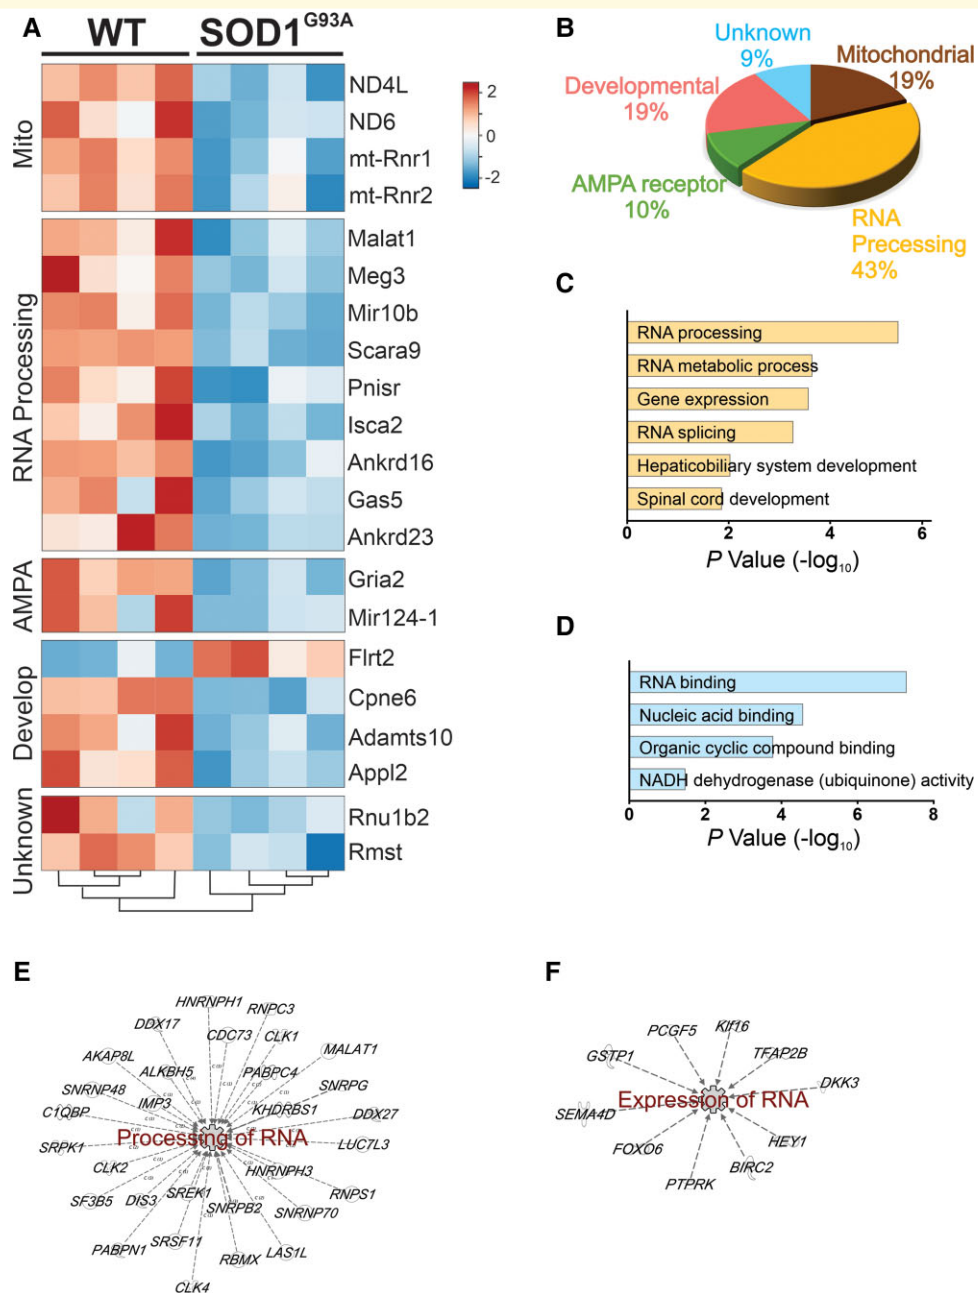 A
WT
SOD1G93A
Mito
ND4L
ND6
mt-Rnr1
mt-Rnr2
2
0
-2
RNA Processing
Malat1
Meg3
Mir10b
Scara9
Pnisr
Isca2
Ankrd16
Gas5
Ankrd23
AMPA
Gria2
Mir124-1
Develop
Flrt2
Cpne6
Adamts10
Appl2
Unknown
Rnu1b2
Rmst
B
Unknown
9%
Mitochondrial
19%
Developmental
19%
AMPA receptor
10%
RNA
Precessing
43%
C
RNA processing
RNA metabolic process
Gene expression
RNA splicing
Hepaticobiliary system development
Spinal cord development
0 2 4 6
P Value (-log10)
D
RNA binding
Nucleic acid binding
Organic cyclic compound binding
NADH dehydrogenase (ubiquinone) activity
0 2 4 6 8
P Value (-log10)
E
HNRNPH1
RNPC3
DDX17
CDC73
CLK1
AKAP8L
MALAT1
ALKBH5
PABPC4
SNRNP48
SNRPG
IMP3
KHDRBS1
C1QBP
DDX27
Processing of RNA
SRPK1
LUC7L3
CLK2
HNRNPH3
SF3B5
DIS3
SREK1
SNRPB2
RNPS1
SNRNP70
PABPN1
SRSF11
RBMX
LAS1L
CLK4
F
PCGF5
Klf16
GSTP1
TFAP2B
DKK3
SEMA4D
Expression of RNA
FOXO6
HEY1
PTPRK
BIRC2